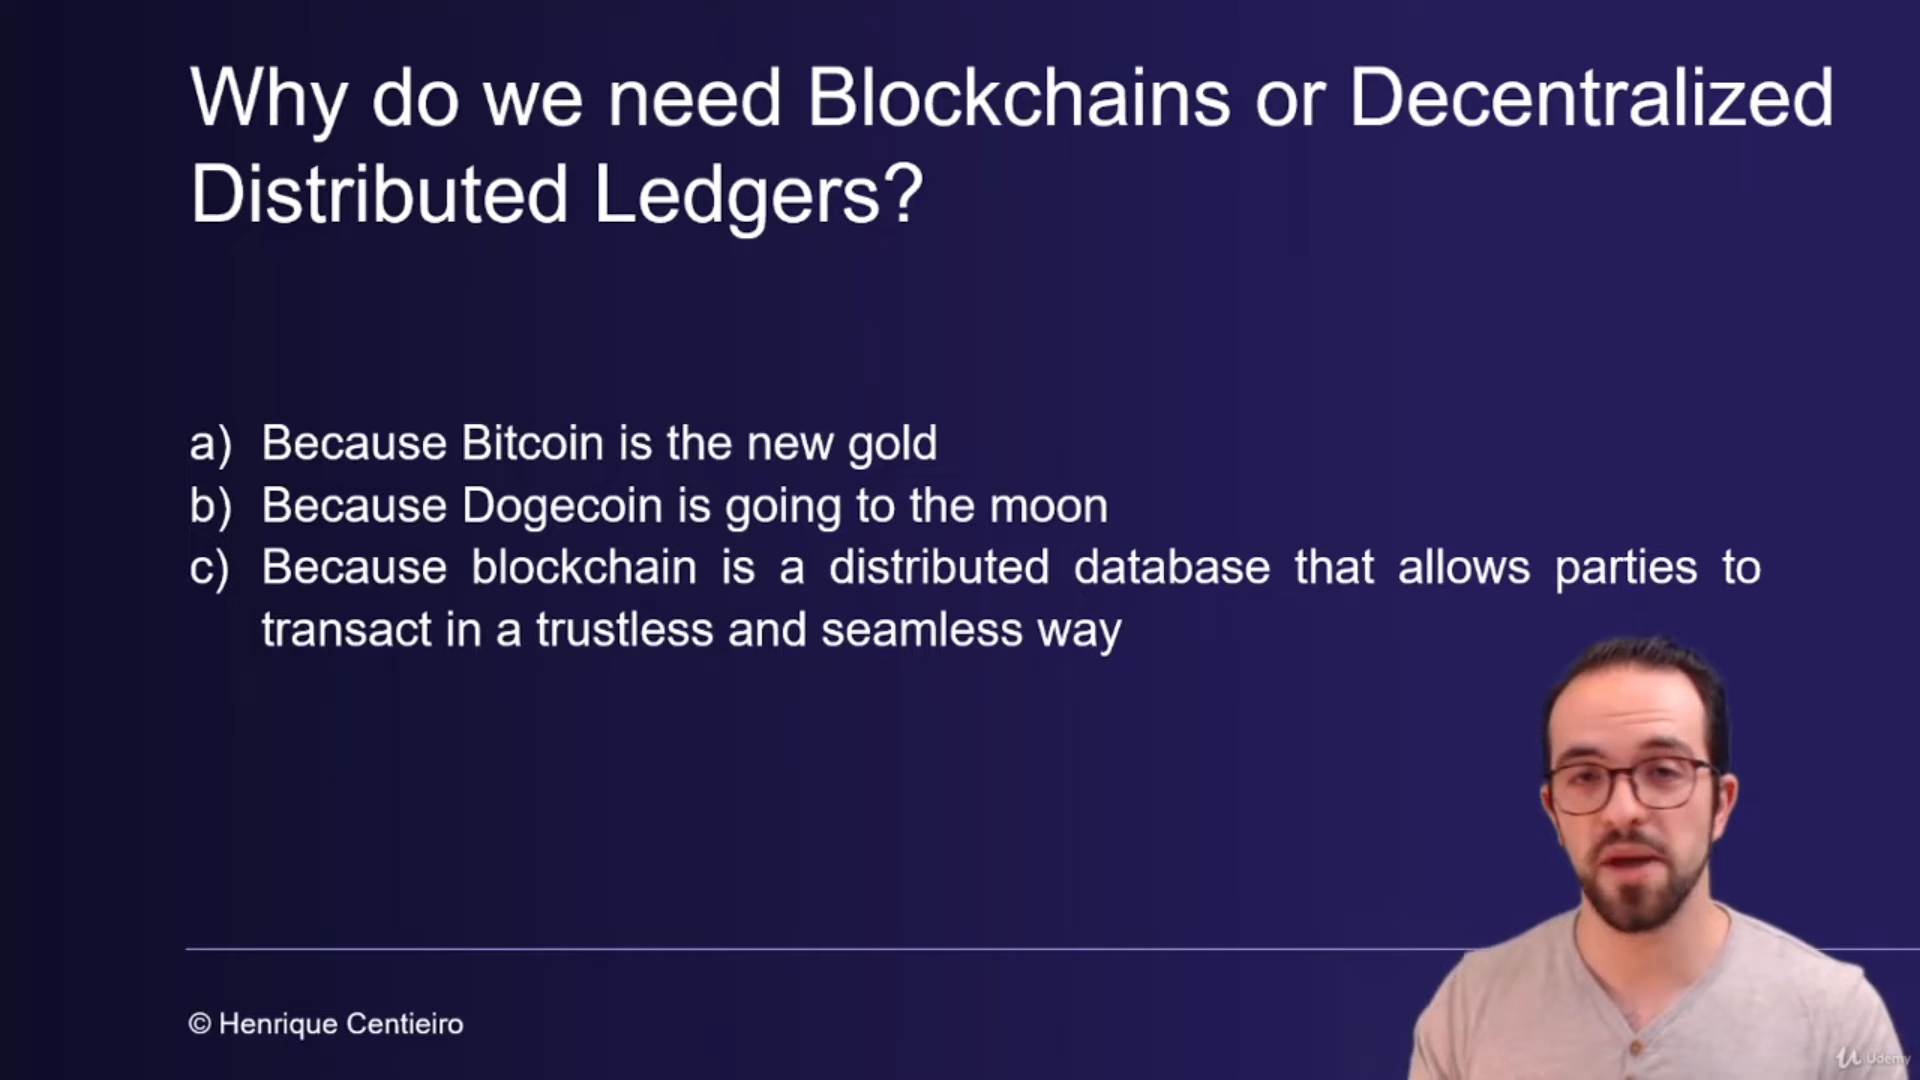 Why do we need Blockchains or Decentralized
Distributed Ledgers?
a) Because Bitcoin is the new gold
b) Because Dogecoin is going to the moon
c) Because blockchain is a distributed database that allows parties to
transact in a trustless and seamless way
© Henrique Centieiro
Udemy